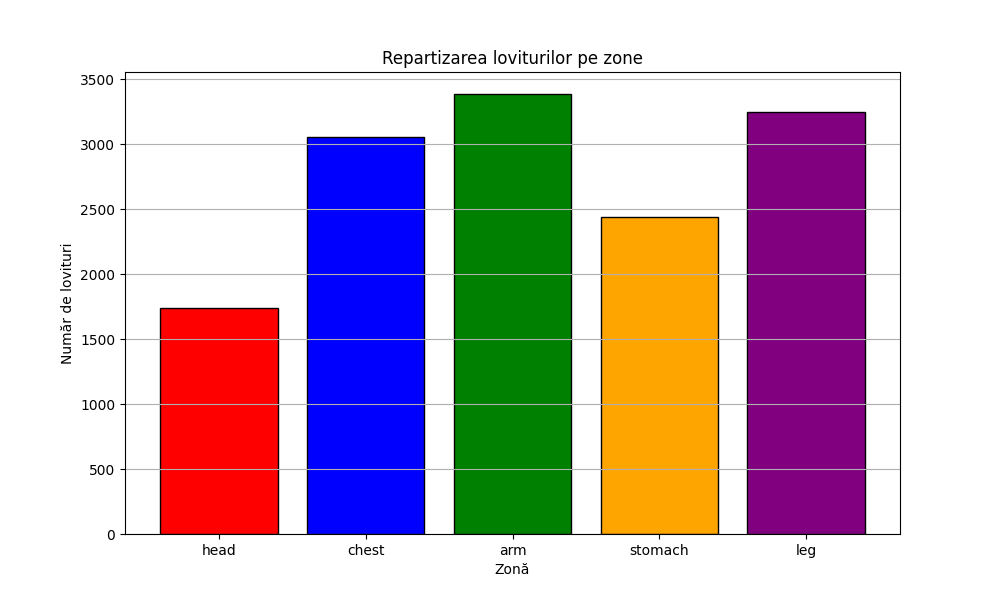 Repartizarea loviturilor pe zone
3500
3000
2500
2000
1500
1000
500
0
Număr de lovituri
head
chest
arm
stomach
leg
Zonă